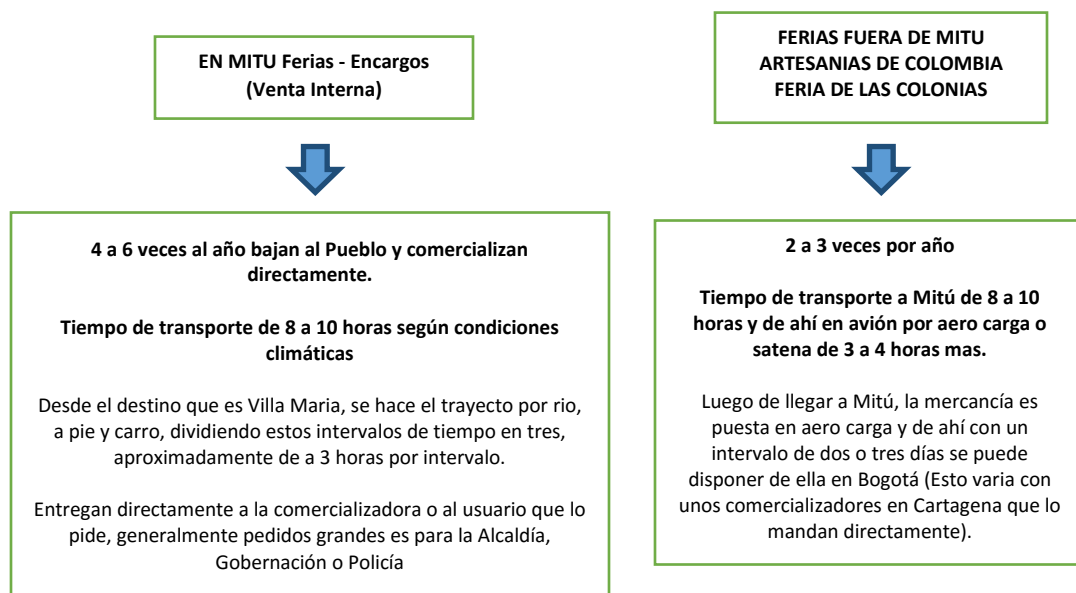 EN MITU Ferias - Encargos
(Venta Interna)
4 a 6 veces al año bajan al Pueblo y comercializan
directamente.
Tiempo de transporte de 8 a 10 horas según condiciones
climáticas
Desde el destino que es Villa Maria, se hace el trayecto por rio,
a pie y carro, dividiendo estos intervalos de tiempo en tres,
aproximadamente de a 3 horas por intervalo.
Entregan directamente a la comercializadora o al usuario que lo
pide, generalmente pedidos grandes es para la Alcaldía,
Gobernación o Policía
FERIAS FUERA DE MITU
ARTESANIAS DE COLOMBIA
FERIA DE LAS COLONIAS
2 a 3 veces por año
Tiempo de transporte a Mitú de 8 a 10
horas y de ahí en avión por aero carga o
satena de 3 a 4 horas mas.
Luego de llegar a Mitú, la mercancía es
puesta en aero carga y de ahí con un
intervalo de dos o tres días se puede
disponer de ella en Bogotá (Esto varia con
unos comercializadores en Cartagena que lo
mandan directamente).